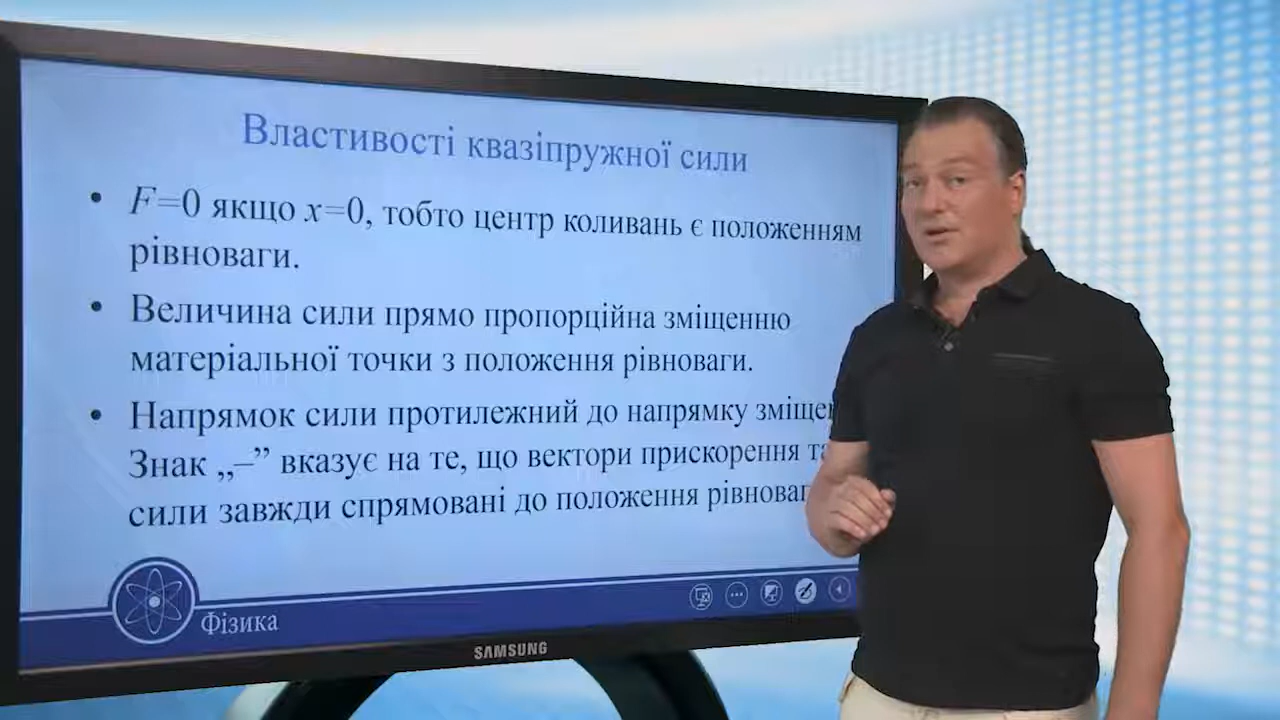 Властивості квазіпружної сили
• F=0 якщо x=0, тобто центр коливань є положенням
рівноваги.
• Величина сили прямо пропорційна зміщенню
матеріальної точки з положення рівноваги.
• Напрямок сили протилежний до напрямку
Знак „–” вказує на те, що вектори прискорення
сили завжди спрямовані до положення
Фізика
SAMSUNG